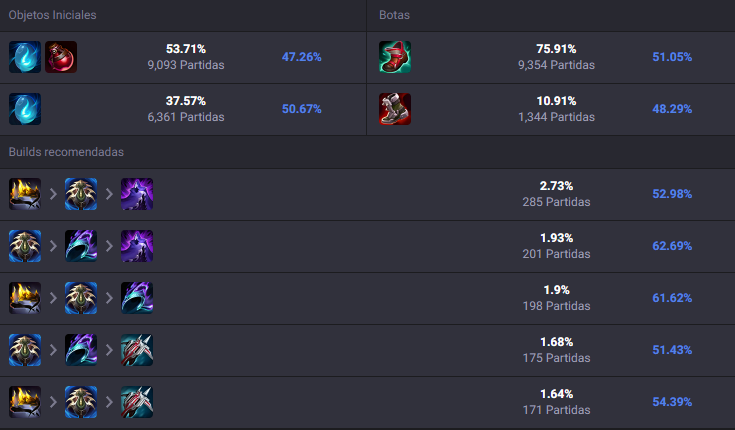 Objetos Iniciales
53.71%
9,093 Partidas
47.26%
37.57%
6,361 Partidas
50.67%
Botas
75.91%
9,354 Partidas
51.05%
10.91%
1,344 Partidas
48.29%
Builds recomendadas
2.73%
285 Partidas
52.98%
1.93%
201 Partidas
62.69%
1.9%
198 Partidas
61.62%
1.68%
175 Partidas
51.43%
1.64%
171 Partidas
54.39%